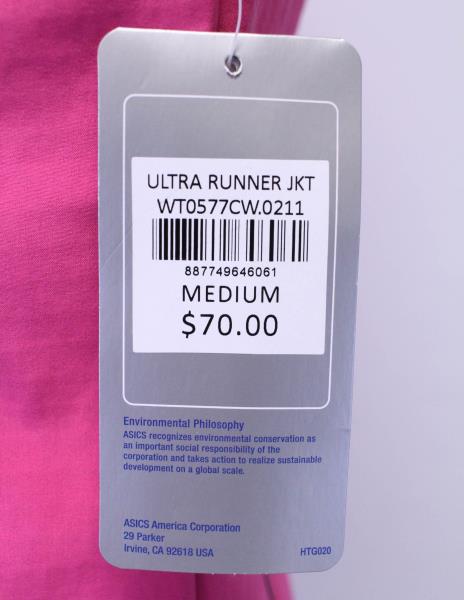 ULTRA RUNNER JKT
WT0577CW.0211
887749646061
MEDIUM
$70.00
Environmental Philosophy
ASICS recognizes environmental conservation as
an important social responsibility of the
corporation and takes action to realize sustainable
development on a global scale.
ASICS America Corporation
29 Parker
Irvine, CA 92618 USA
HTG020